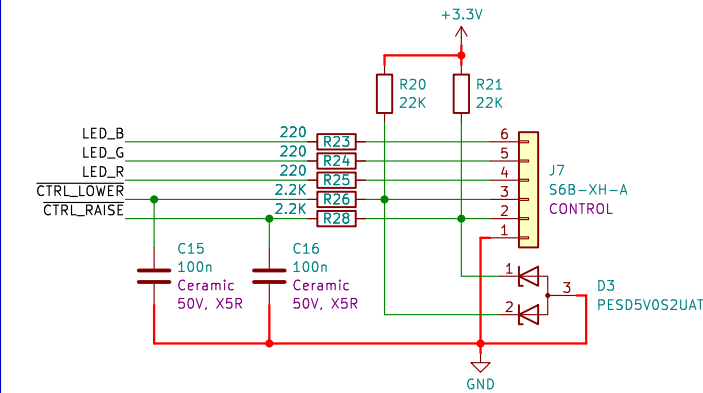 +3.3V
R20
22K
R21
22K
LED_B
220
R23
6
LED_G
220
R24
5
LED_R
220
R25
4
CTRL_LOWER
2.2K
R26
3
CTRL_RAISE
2.2K
R28
2
1
J7
S6B-XH-A
CONTROL
C15
100n
Ceramic
50V, X5R
C16
100n
Ceramic
50V, X5R
1
2
3
D3
PESD5V0S2UAT
GND